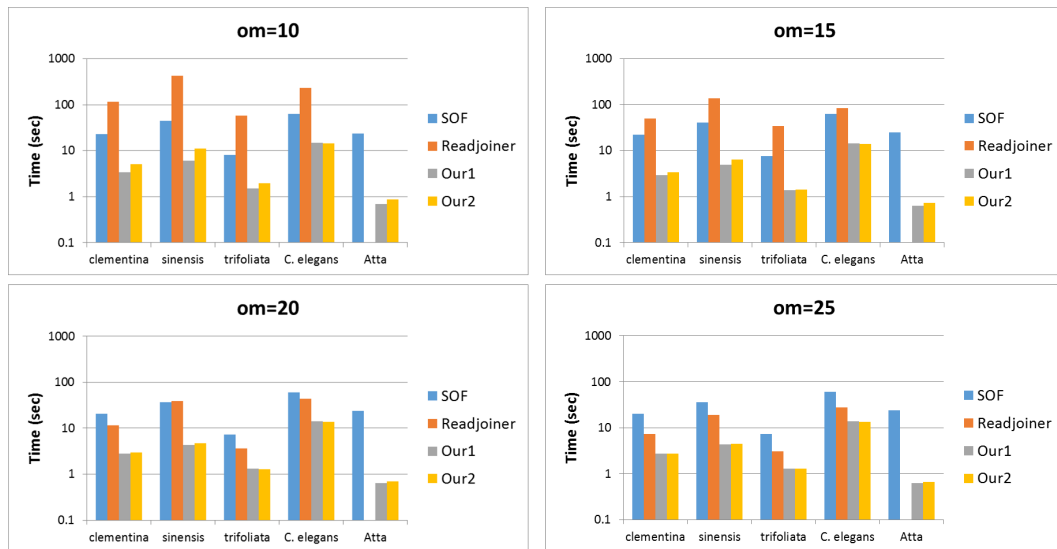 om=10
Time (sec)
1000
100
10
1
0.1
clementina sinensis trifoliata C. elegans Atta
SOF
Readjoiner
Our1
Our2
om=15
Time (sec)
1000
100
10
1
0.1
clementina sinensis trifoliata C. elegans Atta
SOF
Readjoiner
Our1
Our2
om=20
Time (sec)
1000
100
10
1
0.1
clementina sinensis trifoliata C. elegans Atta
SOF
Readjoiner
Our1
Our2
om=25
Time (sec)
1000
100
10
1
0.1
clementina sinensis trifoliata C. elegans Atta
SOF
Readjoiner
Our1
Our2